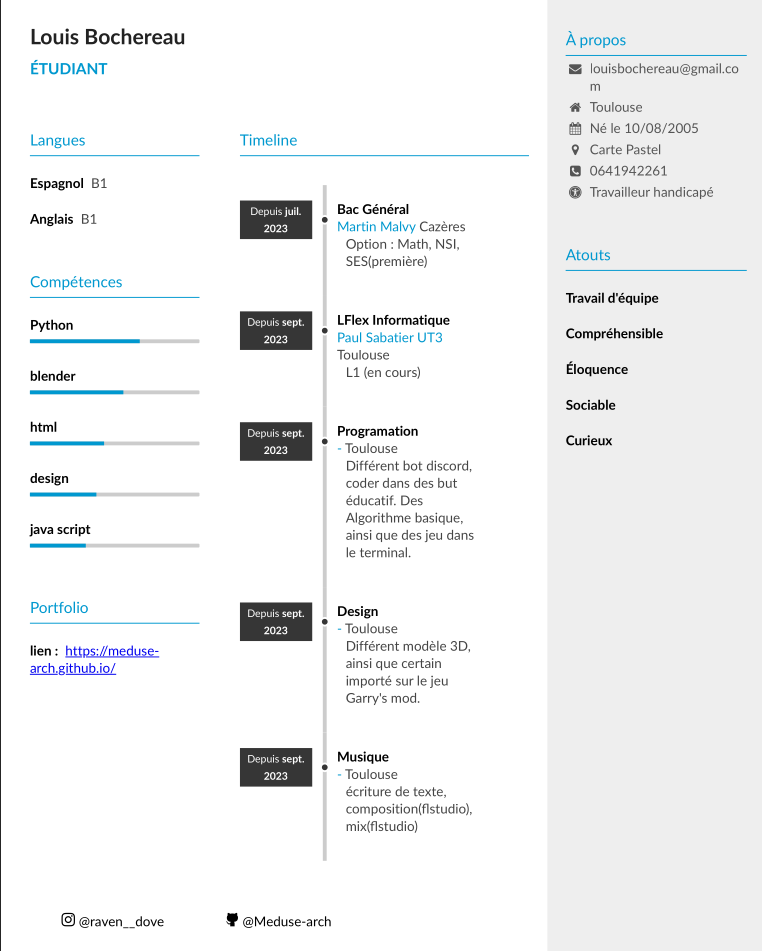 Louis Bochereau
ÉTUDIANT
Langues
Espagnol B1
Anglais B1
Compétences
Python
blender
html
design
java script
Portfolio
lien : https://meduse-
arch.github.io/
Timeline
Depuis juil.
2023
Bac Général
Martin Malvy Cazères
Option : Math, NSI,
SES(première)
Depuis sept.
2023
LFlex Informatique
Paul Sabatier UT3
Toulouse
L1 (en cours)
Depuis sept.
2023
Programation
- Toulouse
Différent bot discord,
coder dans des but
éducatif. Des
Algorithme basique,
ainsi que des jeu dans
le terminal.
Depuis sept.
2023
Design
- Toulouse
Différent modèle 3D,
ainsi que certain
importé sur le jeu
Garry's mod.
Depuis sept.
2023
Musique
- Toulouse
écriture de texte,
composition(flstudio),
mix(flstudio)
À propos
louisbochereau@gmail.co
m
Toulouse
Né le 10/08/2005
Carte Pastel
0641942261
Travailleur handicapé
Atouts
Travail d'équipe
Compréhensible
Éloquence
Sociable
Curieux
@raven__dove
@Meduse-arch